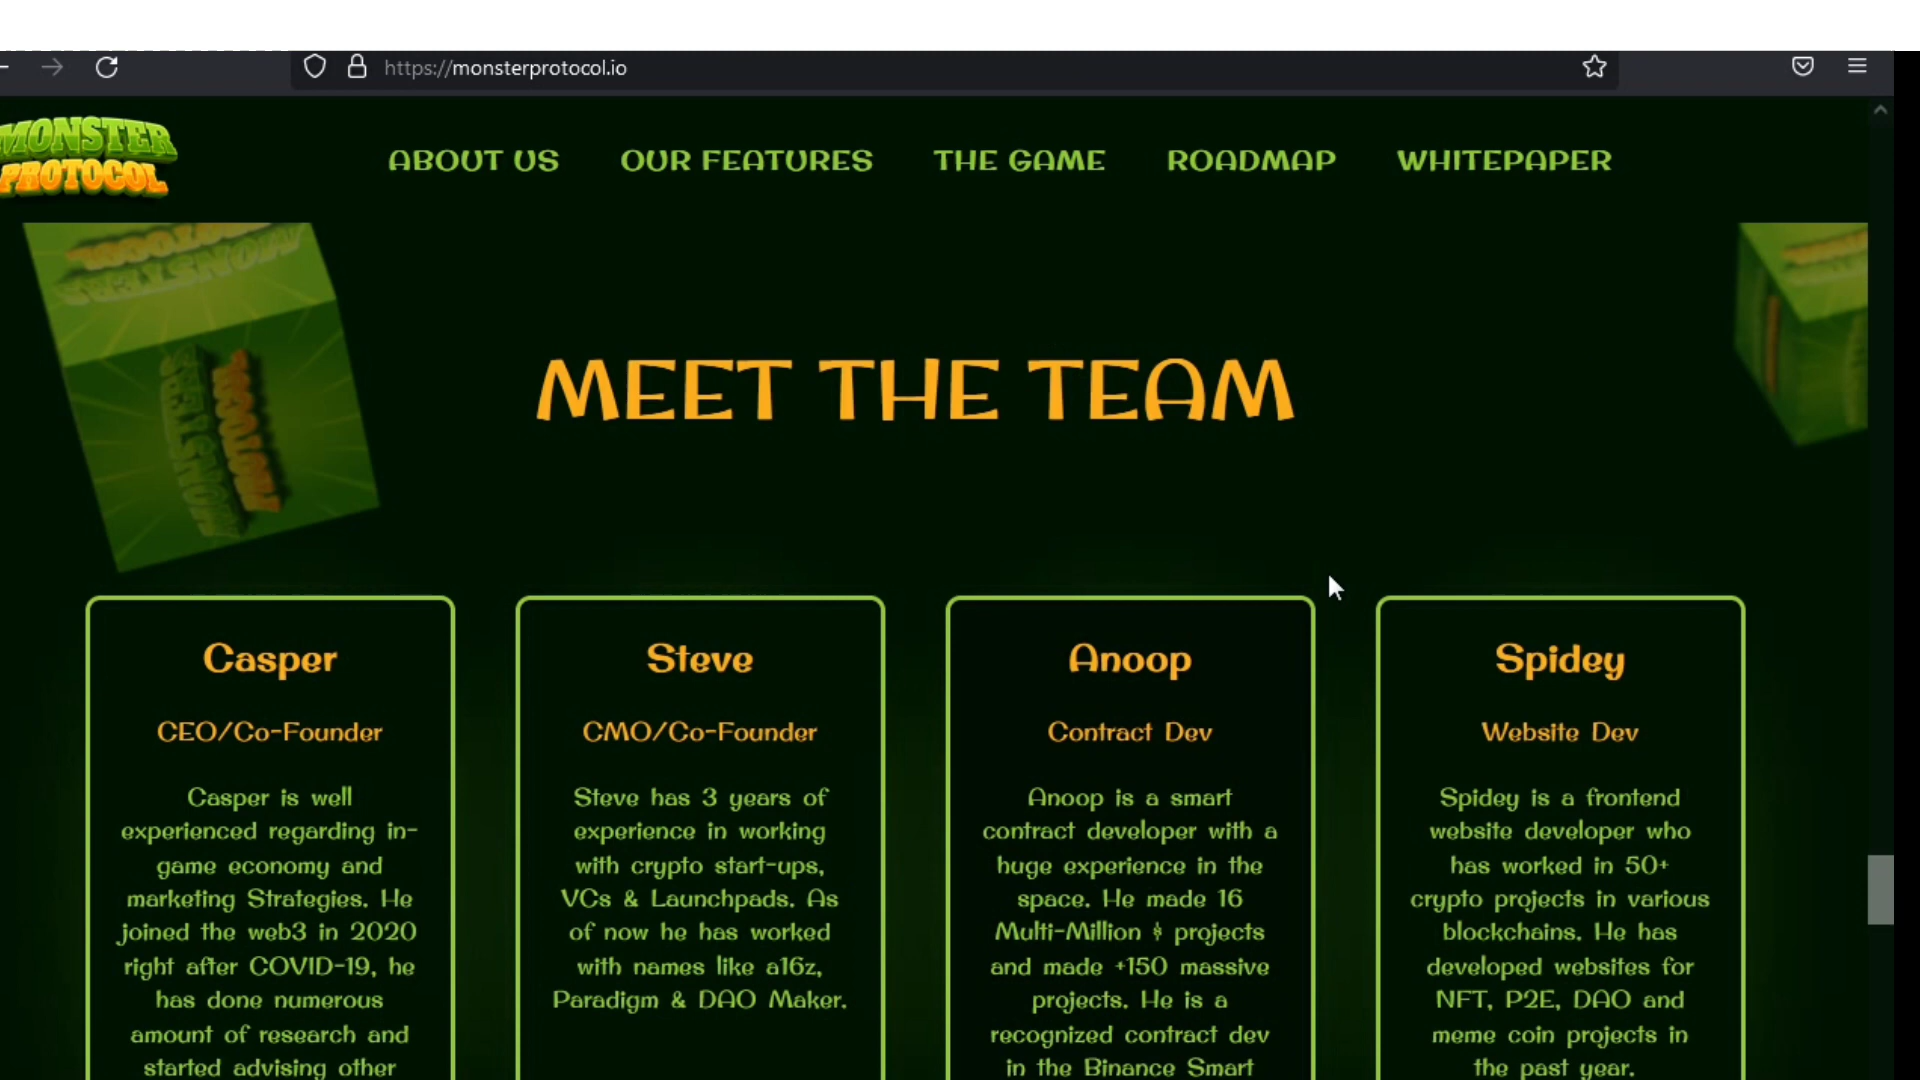 https://monsterprotocol.io
MONSTER
PROTOCOL
ABOUT US
OUR FEATURES
THE GAME
ROADMAP
WHITEPAPER
PROTOCOL
MONSTER
MONSTER
PROTOCOL
MEET THE TEAM
Casper
CEO/Co-Founder
Casper is well
experienced regarding in-
game economy and
marketing Strategies. He
joined the web3 in 2020
right after COVID-19, he
has done numerous
amount of research and
started advising other
Steve
CMO/Co-Founder
Steve has 3 years of
experience in working
with crypto start-ups,
VCs & Launchpads. As
of now he has worked
with names like a16z,
Paradigm & DAO Maker.
Anoop
Contract Dev
Anoop is a smart
contract developer with a
huge experience in the
space. He made 16
Multi-Million $ projects
and made +150 massive
projects. He is a
recognized contract dev
in the Binance Smart
Spidey
Website Dev
Spidey is a frontend
website developer who
has worked in 50+
crypto projects in various
blockchains. He has
developed websites for
NFT, P2E, DAO and
meme coin projects in
the past year.